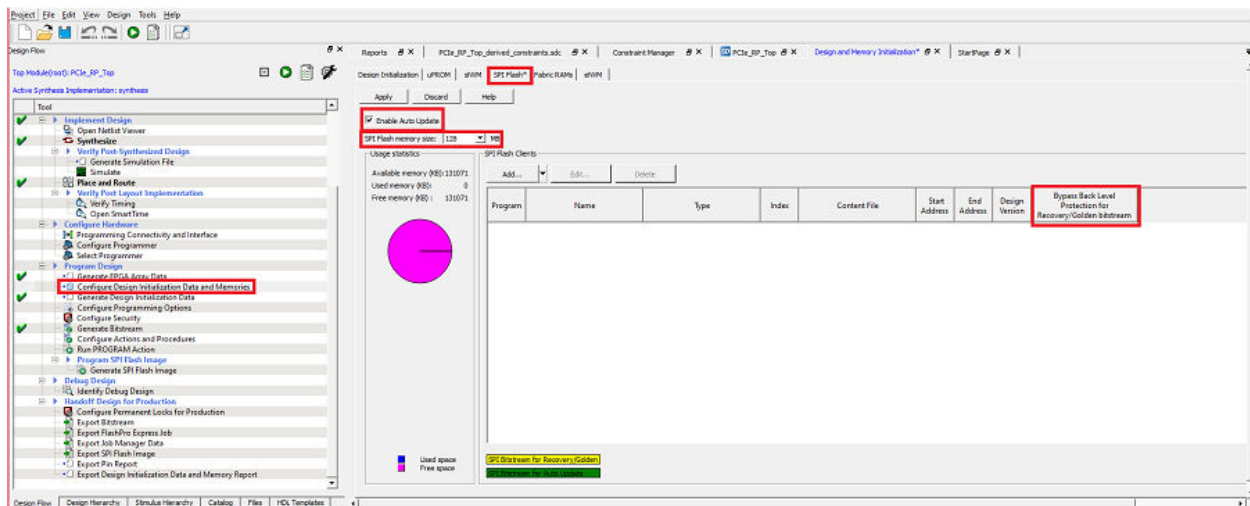 Project File Edit View Design Tools Help
Design Flow
Top Module(root): PCIe_RP_Top
Active Synthesis Implementation: synthesis
Tool
Implement Design
Open Netlist Viewer
Synthesize
Verify Post-Synthesized Design
Generate Simulation File
Simulate
Place and Route
Verify Post Layout Implementation
Verify Timing
Open SmartTime
Configure Hardware
Programming Connectivity and Interface
Configure Programmer
Select Programmer
Program Design
Generate FPGA Array Data
Configure Design Initialization Data and Memories
Generate Design Initialization Data
Configure Programming Options
Configure Security
Generate Bitstream
Configure Actions and Procedures
Run PROGRAM Action
Program SPI Flash Image
Generate SPI Flash Image
Debug Design
Identify Debug Design
Handoff Design for Production
Configure Permanent Locks for Production
Export Bitstream
Export FlashPro Express Job
Export Job Manager Data
Export SPI Flash Image
Export Pin Report
Export Design Initialization Data and Memory Report
Design Flow Design Hierarchy Stimulus Hierarchy Catalog Files HDL Templates
Reports PCIe_RP_Top_derived_constraints.sdc Constraint Manager PCIe_RP_Top Design and Memory Initialization* StartPage
Design Initialization uPROM sNVM SPI Flash* Fabric RAMs eNVM
Apply Discard Help
Enable Auto Update
SPI Flash memory size: 128 MB
Usage statistics
Available memory (KB): 131071
Used memory (KB): 0
Free memory (KB) : 131071
Used space
Free space
SPI Flash Clients
Add... Edit... Delete
Program Name Type Index Content File Start Address End Address Design Version Bypass Back Level Protection for Recovery/Golden bitstream
SPI Bitstream for Recovery/Golden
SPI Bitstream for Auto Update